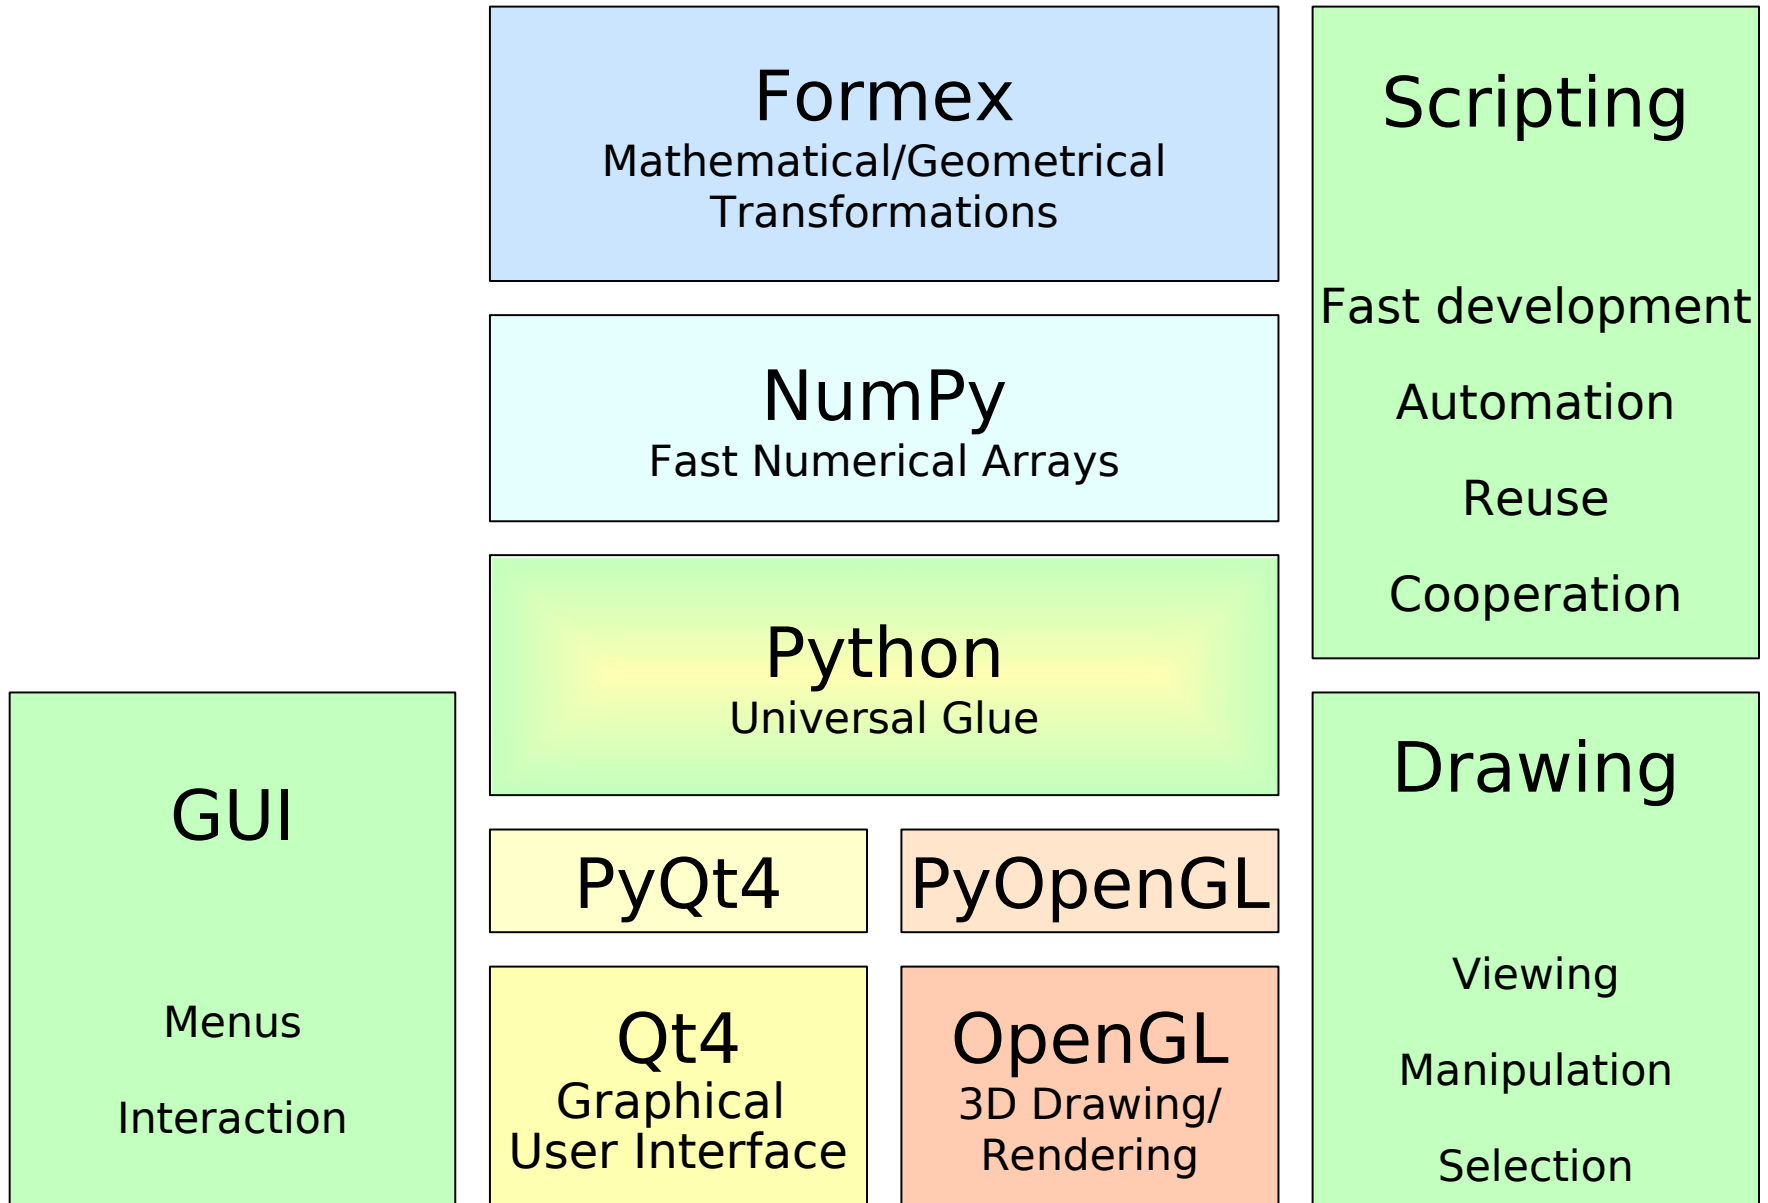 Formex
Mathematical/Geometrical
Transformations
Scripting
Fast development
Automation
Reuse
Cooperation
NumPy
Fast Numerical Arrays
Python
Universal Glue
GUI
Menus
Interaction
PyQt4
PyOpenGL
Qt4
Graphical
User Interface
OpenGL
3D Drawing/
Rendering
Drawing
Viewing
Manipulation
Selection